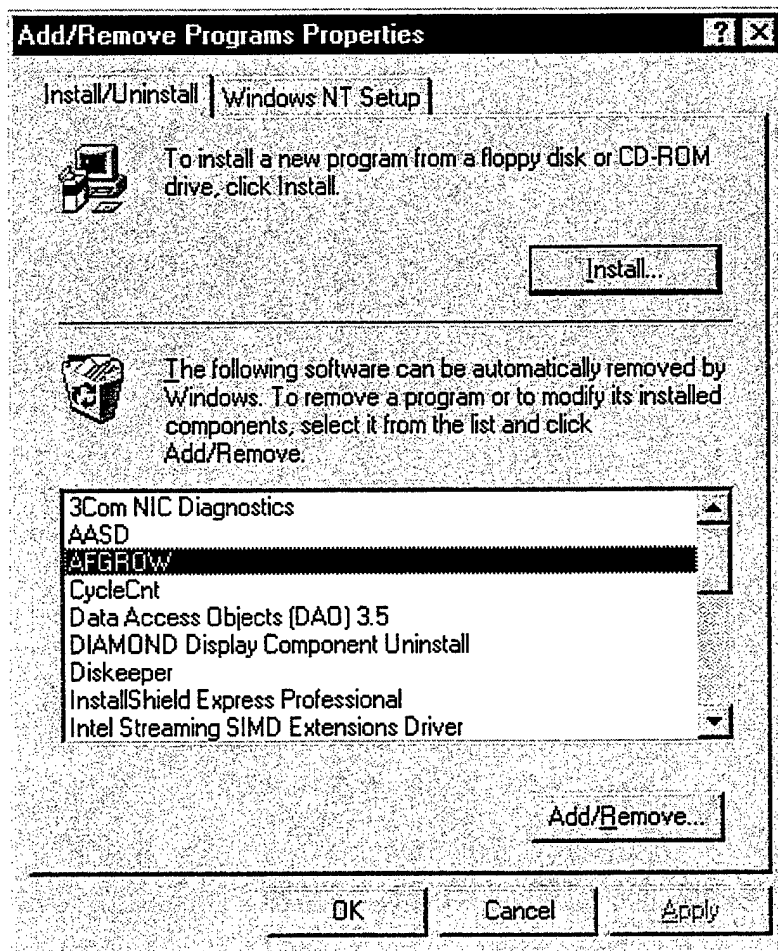 Add/Remove Programs Properties
Install/Uninstall
Windows NT Setup
To install a new program from a floppy disk or CD-ROM
drive, click Install.
Install...
The following software can be automatically removed by
Windows. To remove a program or to modify its installed
components, select it from the list and click
Add/Remove.
3Com NIC Diagnostics
AASD
AFGROW
CycleCnt
Data Access Objects (DAO) 3.5
DIAMOND Display Component Uninstall
Diskeeper
InstallShield Express Professional
Intel Streaming SIMD Extensions Driver
Add/Remove...
OK
Cancel
Apply